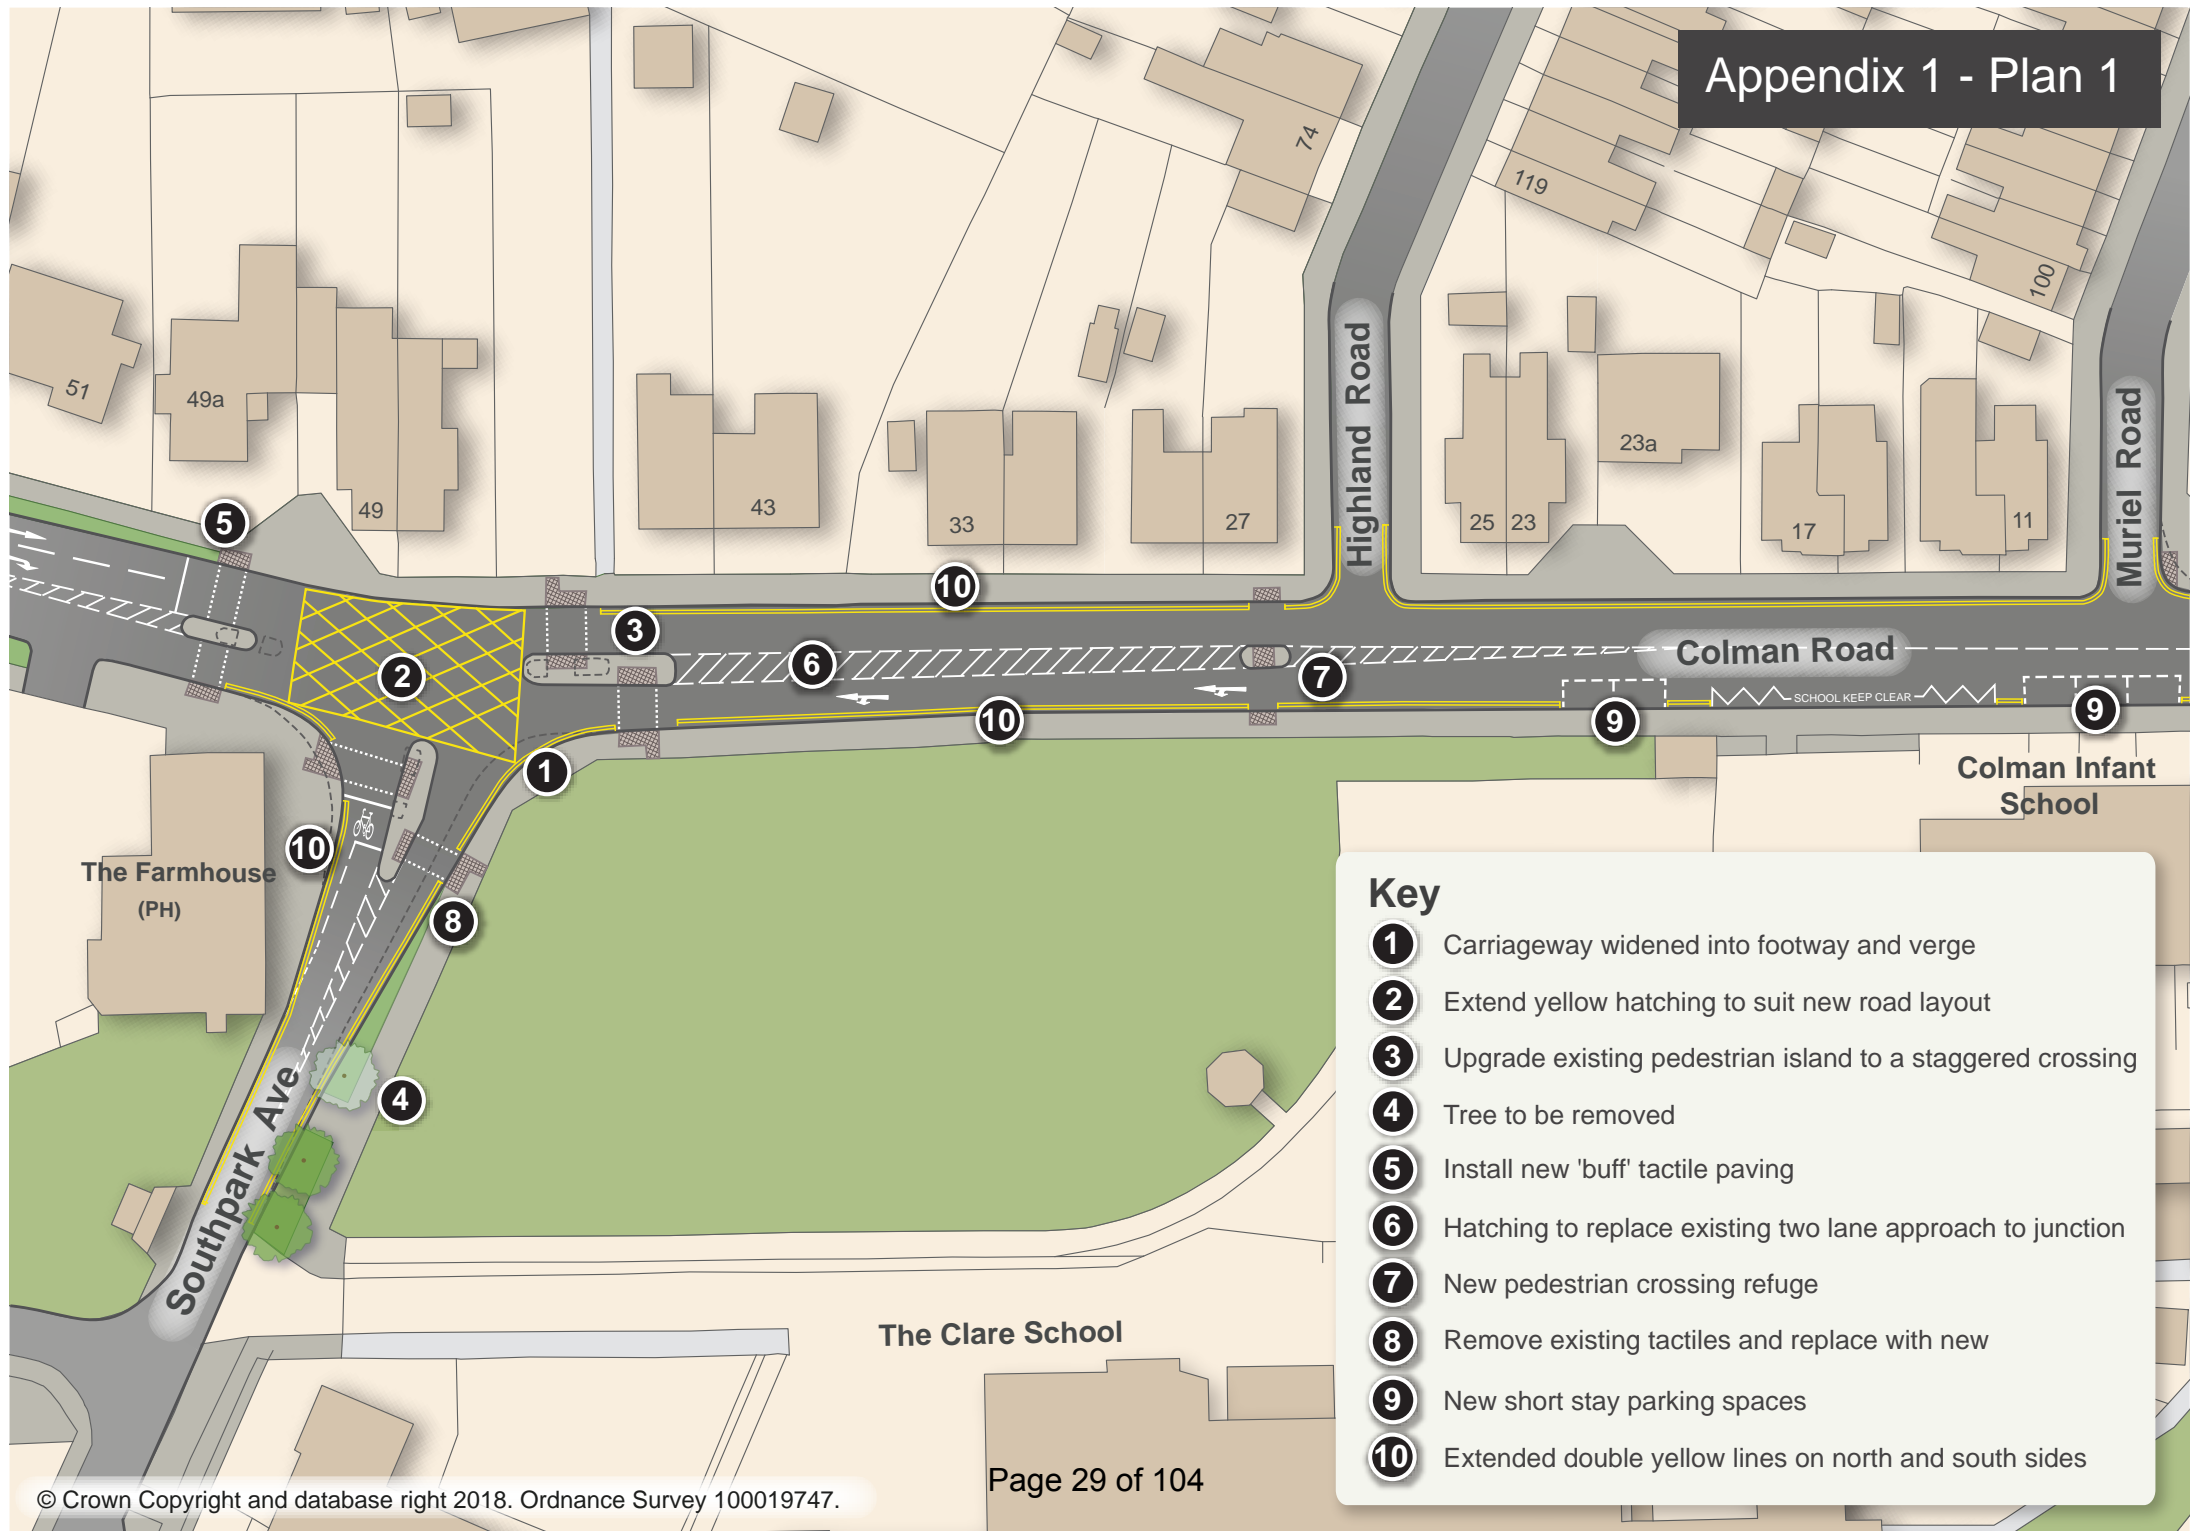 Appendix 1 - Plan 1
74
119
100
51
49a
49
43
33
27
Highland Road
25
23
23a
17
11
Muriel Road
5
10
3
2
6
7
Colman Road
SCHOOL KEEP CLEAR
10
9
9
1
Colman Infant
School
10
The Farmhouse
(PH)
8
4
Southpark Ave
The Clare School
Key
1 Carriageway widened into footway and verge
2 Extend yellow hatching to suit new road layout
3 Upgrade existing pedestrian island to a staggered crossing
4 Tree to be removed
5 Install new 'buff' tactile paving
6 Hatching to replace existing two lane approach to junction
7 New pedestrian crossing refuge
8 Remove existing tactiles and replace with new
9 New short stay parking spaces
10 Extended double yellow lines on north and south sides
Page 29 of 104
© Crown Copyright and database right 2018. Ordnance Survey 100019747.